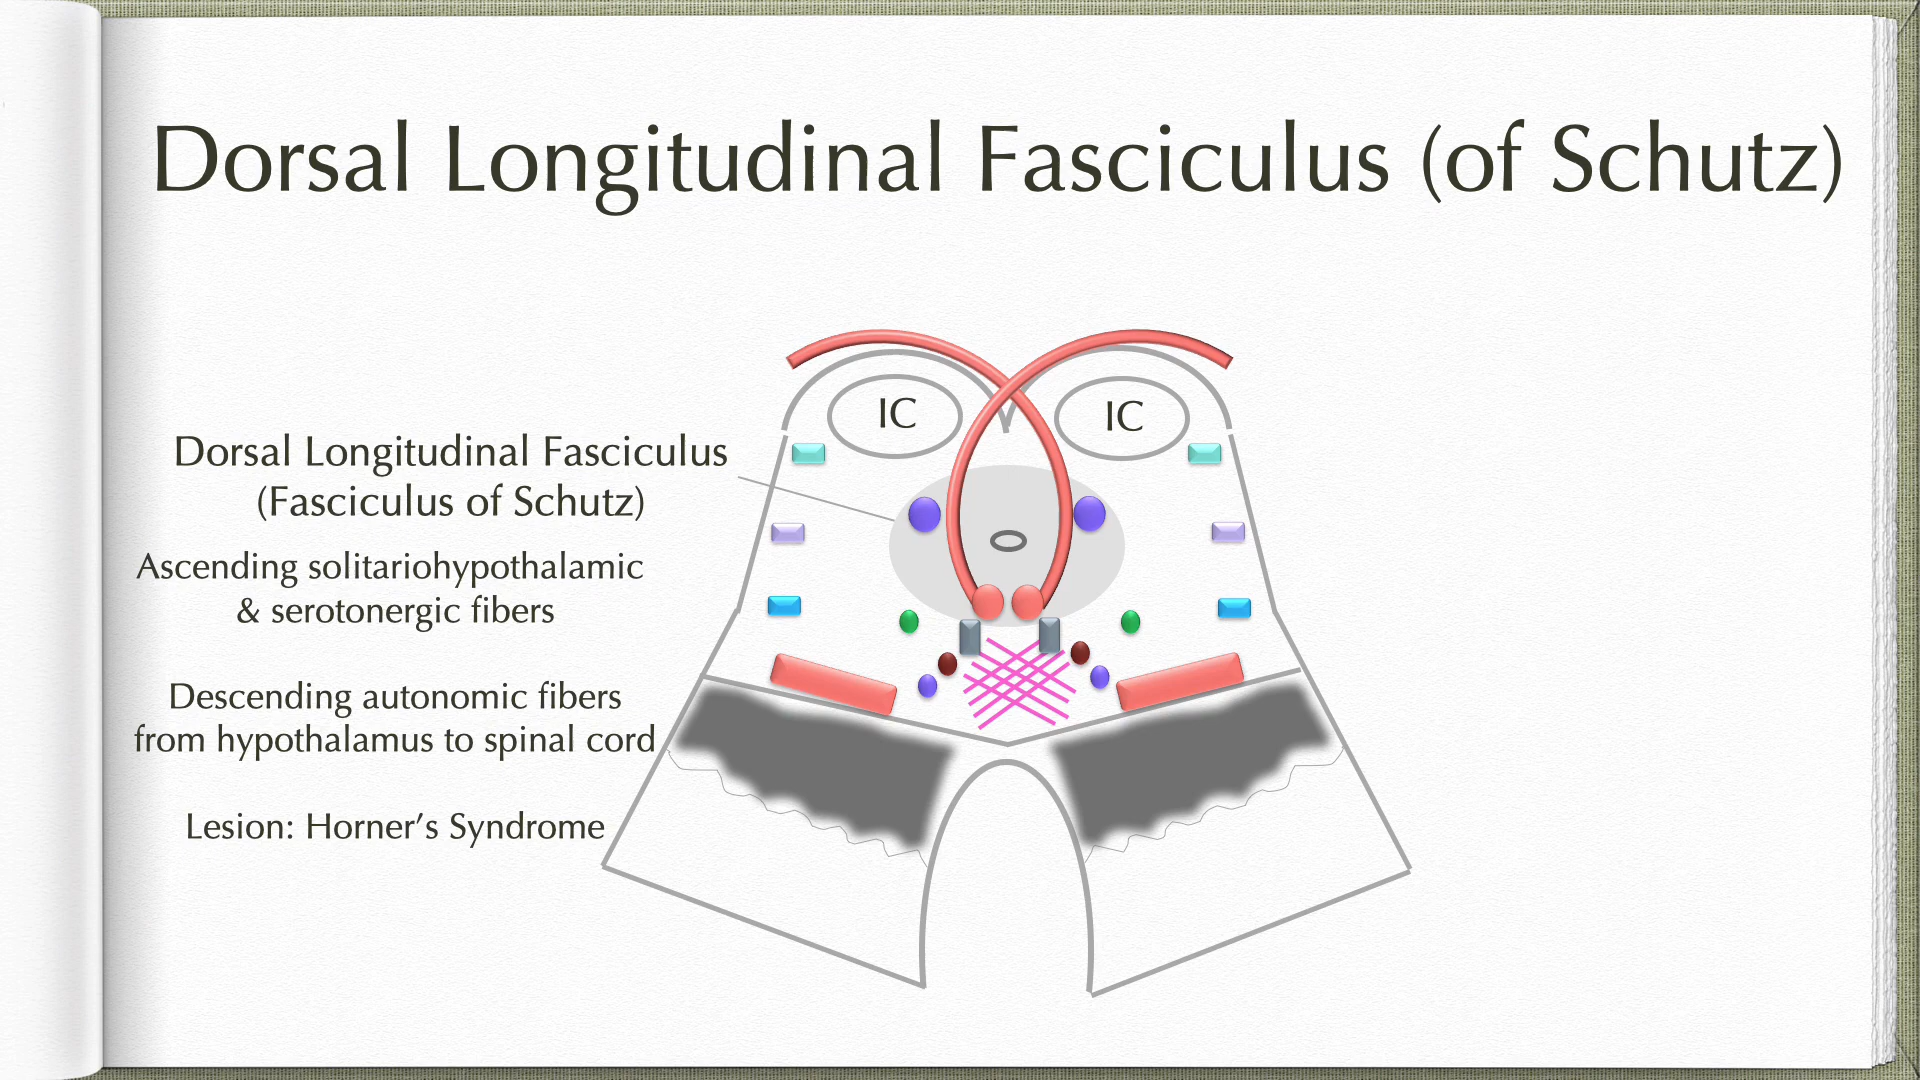 Dorsal Longitudinal Fasciculus (of Schutz)
IC
IC
Dorsal Longitudinal Fasciculus
(Fasciculus of Schutz)
Ascending solitariohypothalamic
& serotonergic fibers
Descending autonomic fibers
from hypothalamus to spinal cord
Lesion: Horner’s Syndrome